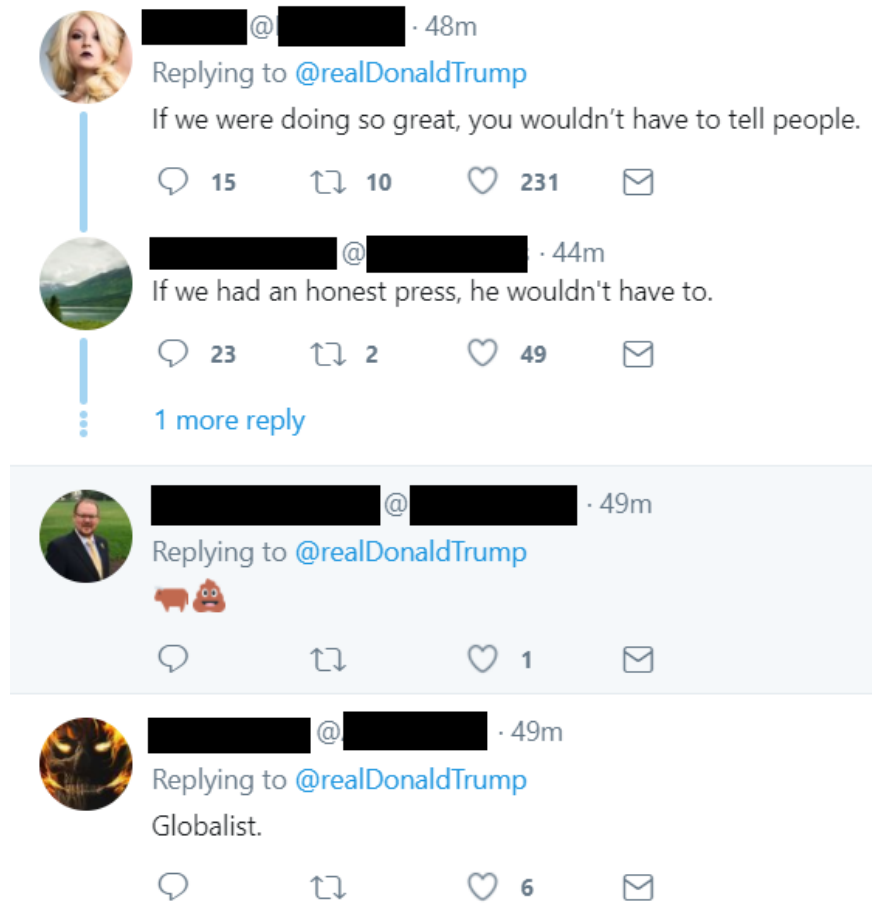 @ · 48m
Replying to @realDonaldTrump
If we were doing so great, you wouldn’t have to tell people.
15 10 231
@ · 44m
If we had an honest press, he wouldn't have to.
23 2 49
1 more reply
@ · 49m
Replying to @realDonaldTrump
🐂💩
1
@ · 49m
Replying to @realDonaldTrump
Globalist.
6